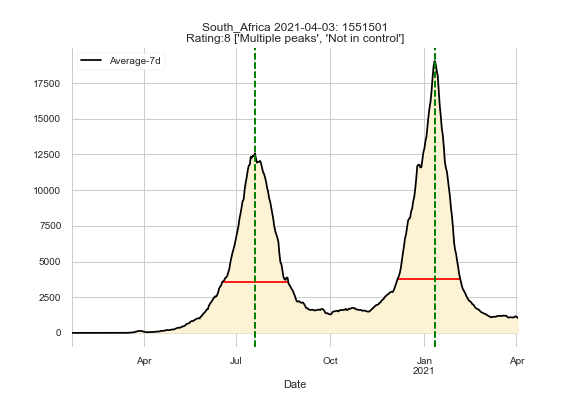 South_Africa 2021-04-03: 1551501
Rating:8 ['Multiple peaks', 'Not in control']
Average-7d
17500
15000
12500
10000
7500
5000
2500
0
Apr Jul Oct Jan Apr
2021
Date